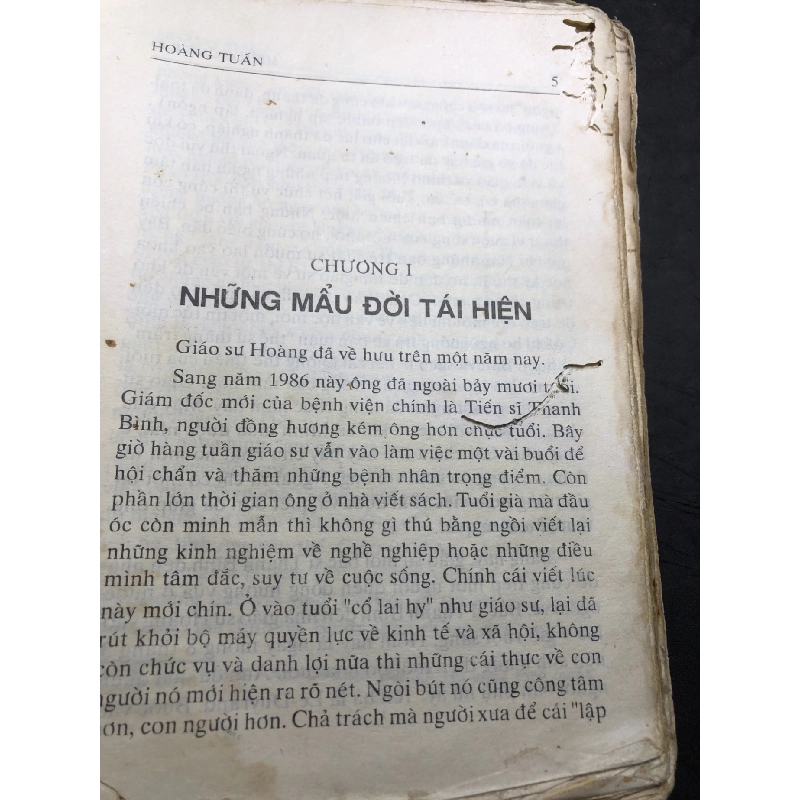 HOÀNG TUẤN
5
CHƯƠNG I
NHỮNG MẨU ĐỜI TÁI HIỆN
Giáo sư Hoàng đã về hưu trên một năm nay.
Sang năm 1986 này ông đã ngoài bảy mươi tuổi.
Giám đốc mới của bệnh viện chính là Tiến sĩ Thanh
Bình, người đồng hương kém ông hơn chục tuổi. Bây
giờ hàng tuần giáo sư vẫn vào làm việc một vài buổi để
hội chẩn và thăm những bệnh nhân trọng điểm. Còn
phần lớn thời gian ông ở nhà viết sách. Tuổi già mà đầu
óc còn minh mẫn thì không gì thú bằng ngồi viết lại
những kinh nghiệm về nghề nghiệp hoặc những điều
mình tâm đắc, suy tư về cuộc sống. Chính cái viết lúc
này mới chín. Ở vào tuổi "cổ lai hy" như giáo sư, lại đã
rút khỏi bộ máy quyền lực về kinh tế và xã hội, không
còn chức vụ và danh lợi nữa thì những cái thực về con
người nó mới hiện ra rõ nét. Ngòi bút nó cũng công tâm
ơn, con người hơn. Chả trách mà người xưa để cái "lập